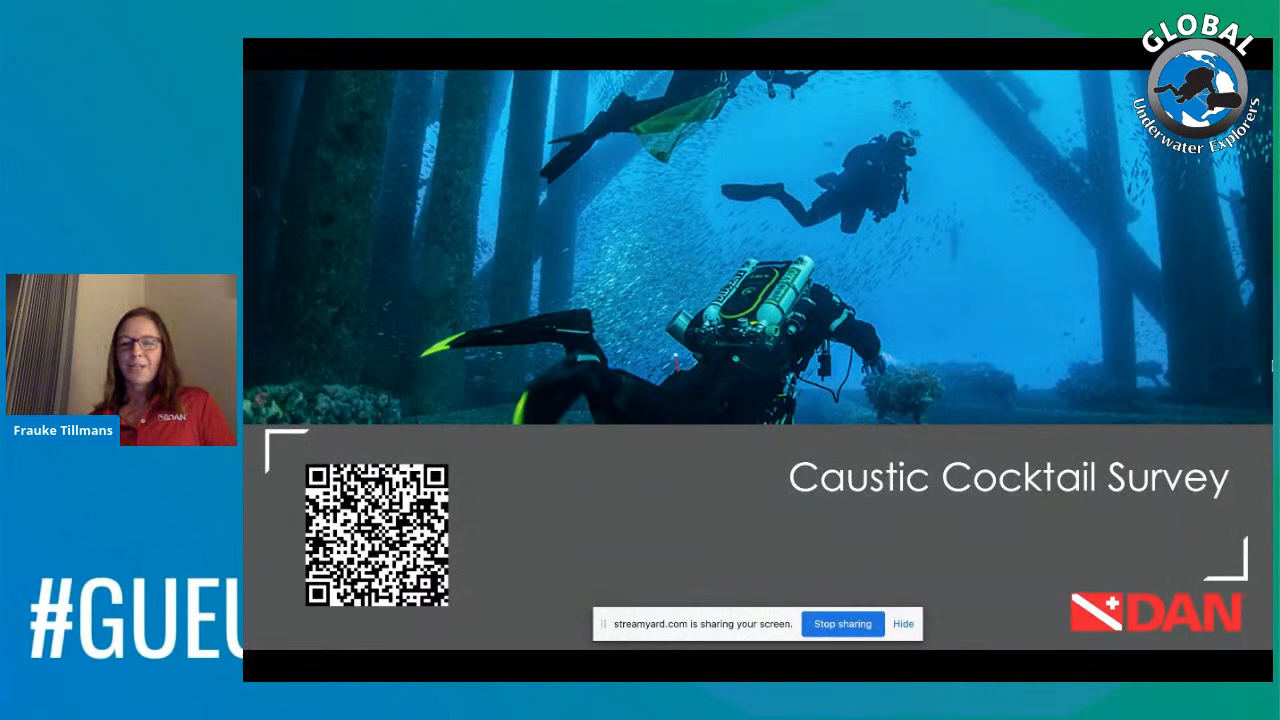 GLOBAL
Underwater Explorers
DAN
Frauke Tillmans
Caustic Cocktail Survey
#GUEU
DAN
streamyard.com is sharing your screen.
Stop sharing
Hide